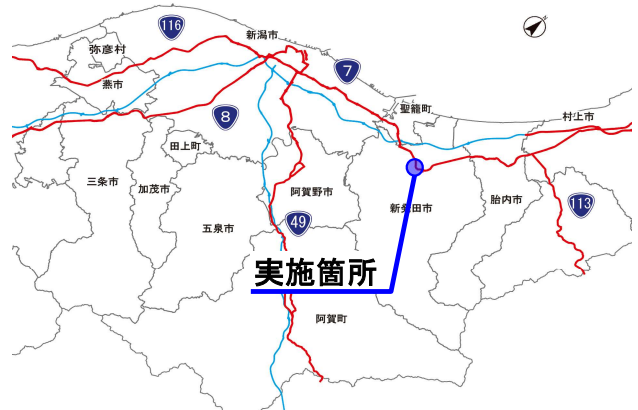 116
新潟市
弥彦村
7
燕市
聖籠町
村上市
8
田上町
三条市
加茂市
阿賀野市
新発田市
胎内市
113
49
五泉市
実施箇所
阿賀町